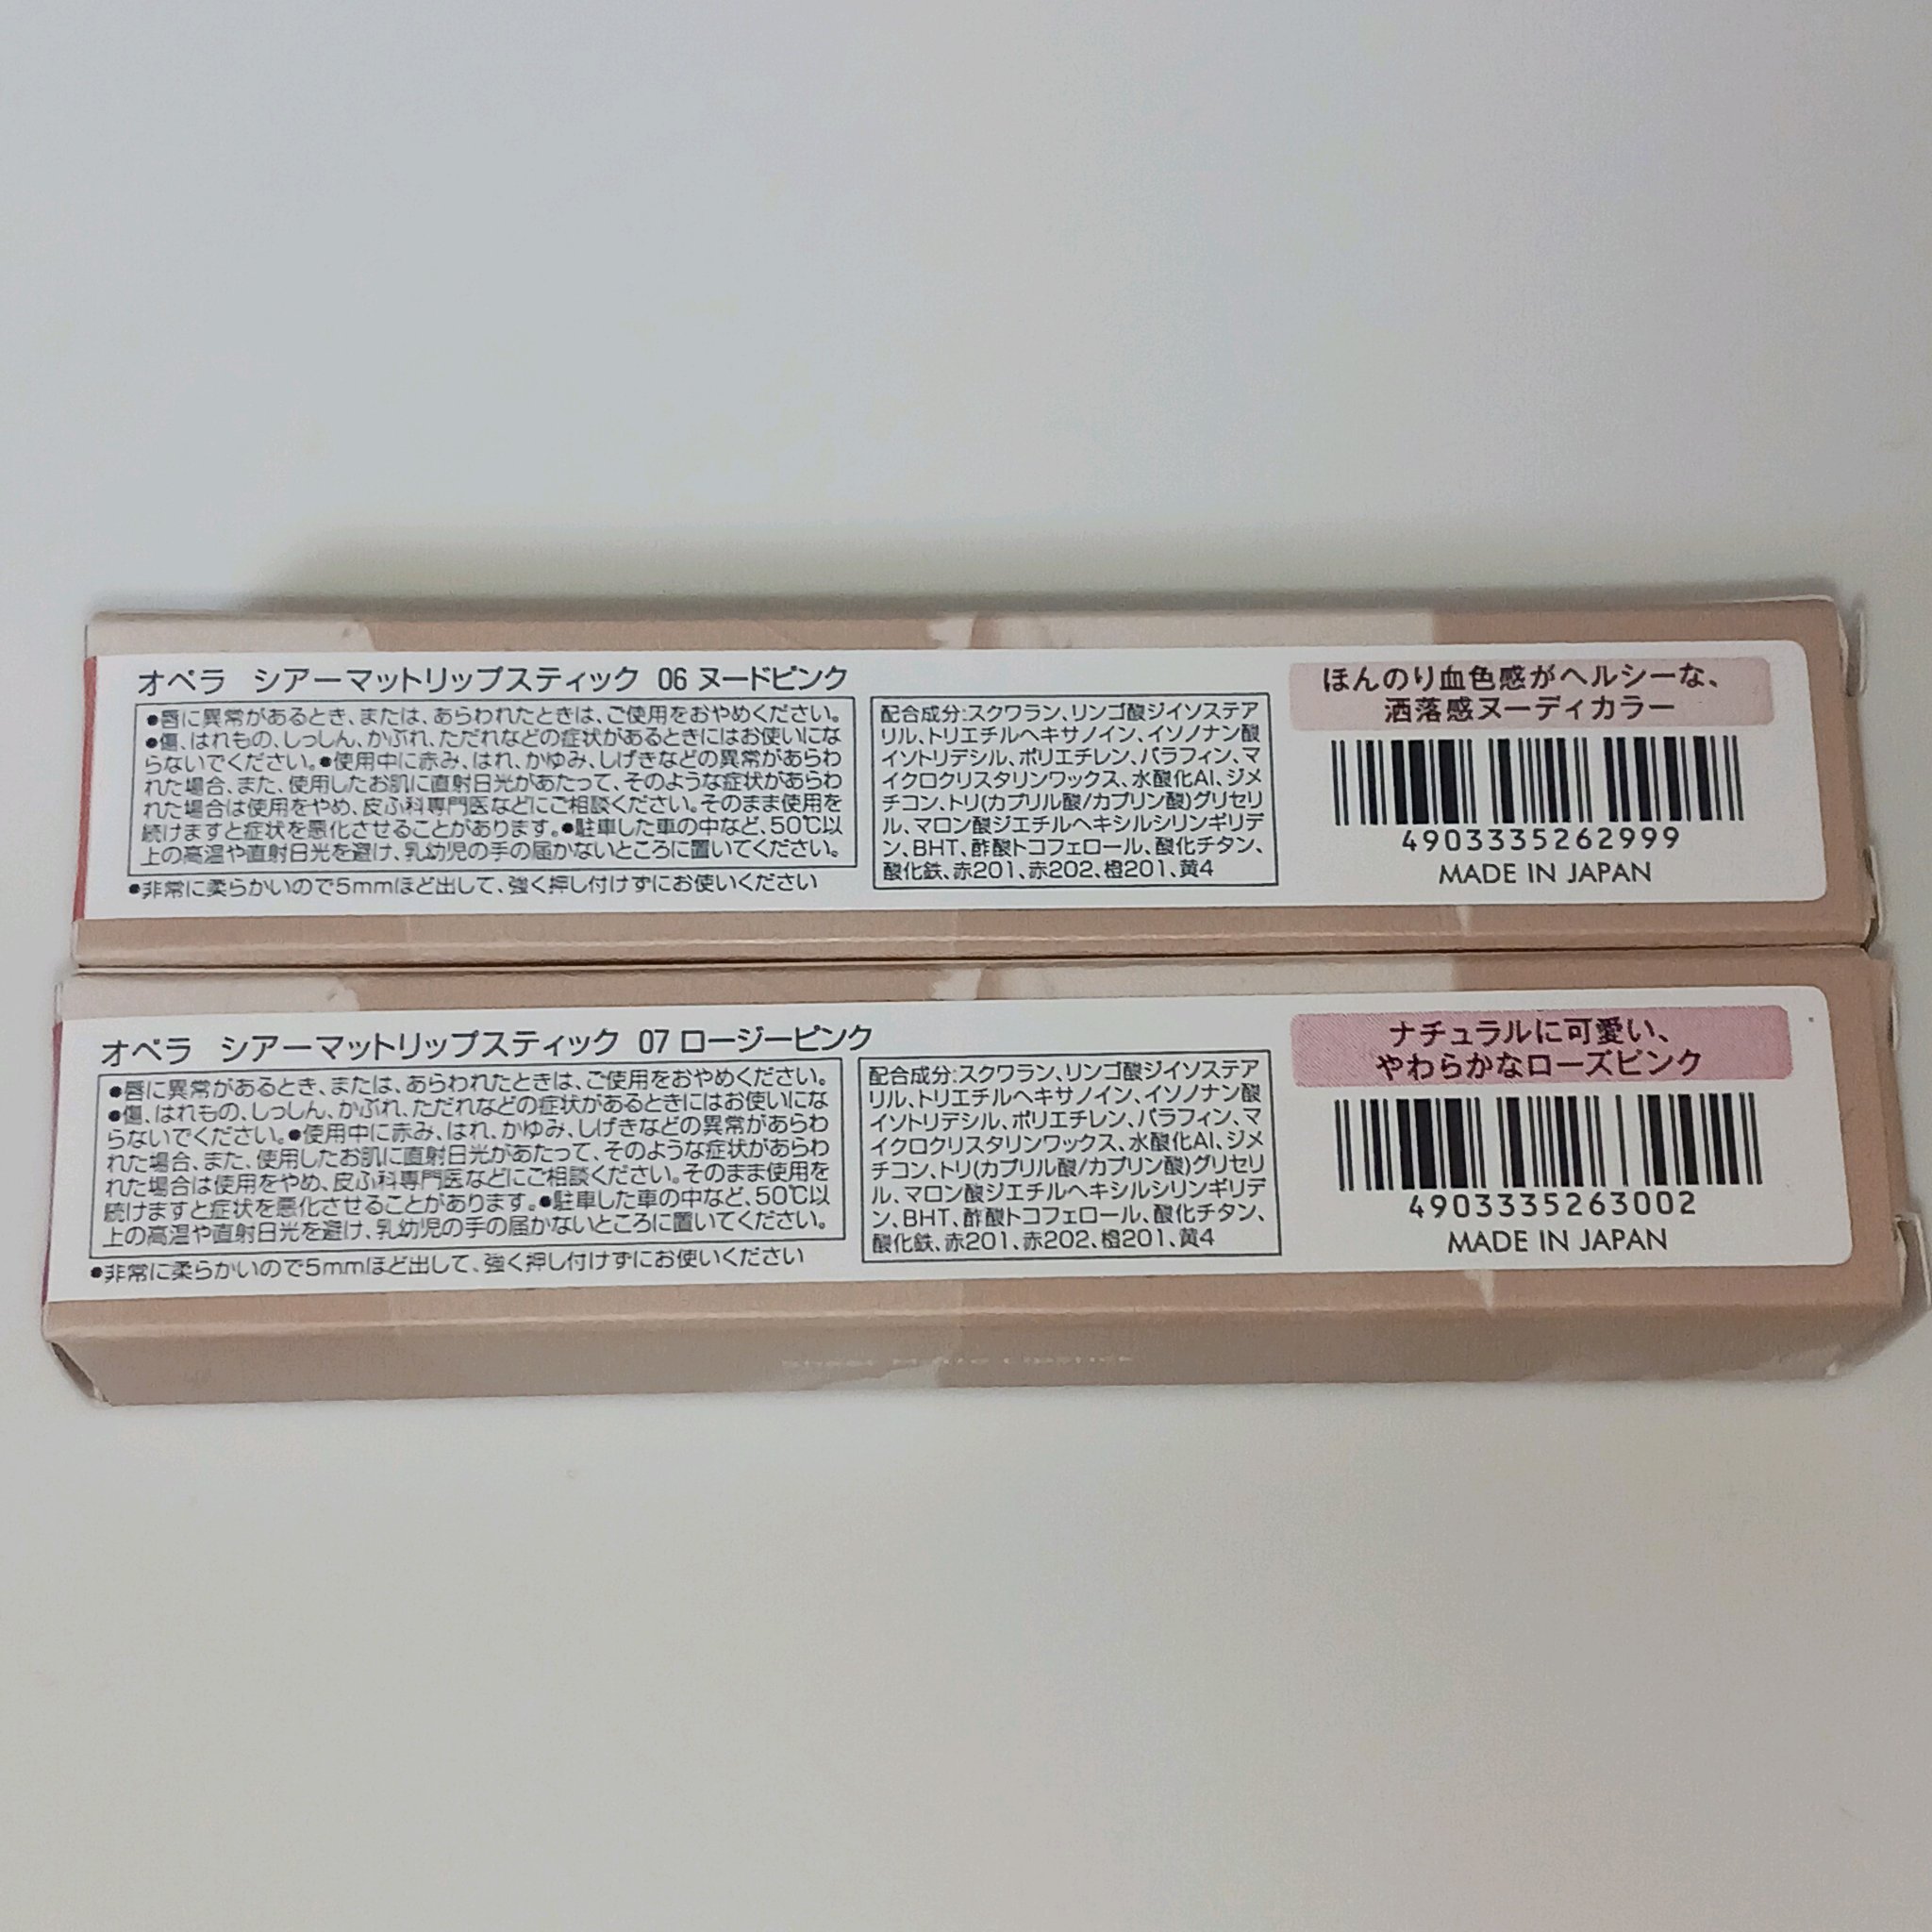 オペラ シアーマットリップスティック 06 ヌードピンク
●唇に異常があるとき、または、あらわれたときは、ご使用をおやめください。
●傷、はれもの、しっしん、かぶれ、ただれなどの症状があるときにはお使いにな
らないでください。●使用中に赤み、はれ、かゆみ、しげきなどの異常があらわ
れた場合、また、使用したお肌に直射日光があたって、そのような症状があらわ
れた場合は使用をやめ、皮ふ科専門医などにご相談ください。そのまま使用を
続けますと症状を悪化させることがあります。●駐車した車の中など、50℃以
上の高温や直射日光を避け、乳幼児の手の届かないところに置いてください。
●非常に柔らかいので5mmほど出して、強く押し付けずにお使いください
配合成分:スクワラン、リンゴ酸ジイソステア
リル、トリエチルヘキサノイン、イソノナン酸
イソトリデシル、ポリエチレン、パラフィン、マ
イクロクリスタリンワックス、水酸化Al、ジメ
チコン、トリ(カプリル酸/カプリン酸)グリセリ
ル、マロン酸ジエチルヘキシルシリンギリデ
ン、BHT、酢酸トコフェロール、酸化チタン、
酸化鉄、赤201、赤202、橙201、黄4
ほんのり血色感がヘルシーな、
洒落感ヌーディカラー
4903335262999
MADE IN JAPAN
オペラ シアーマットリップスティック 07 ロージーピンク
●唇に異常があるとき、または、あらわれたときは、ご使用をおやめください。
●傷、はれもの、しっしん、かぶれ、ただれなどの症状があるときにはお使いにな
らないでください。●使用中に赤み、はれ、かゆみ、しげきなどの異常があらわ
れた場合、また、使用したお肌に直射日光があたって、そのような症状があらわ
れた場合は使用をやめ、皮ふ科専門医などにご相談ください。そのまま使用を
続けますと症状を悪化させることがあります。●駐車した車の中など、50℃以
上の高温や直射日光を避け、乳幼児の手の届かないところに置いてください。
●非常に柔らかいので5mmほど出して、強く押し付けずにお使いください
配合成分:スクワラン、リンゴ酸ジイソステア
リル、トリエチルヘキサノイン、イソノナン酸
イソトリデシル、ポリエチレン、パラフィン、マ
イクロクリスタリンワックス、水酸化Al、ジメ
チコン、トリ(カプリル酸/カプリン酸)グリセリ
ル、マロン酸ジエチルヘキシルシリンギリデ
ン、BHT、酢酸トコフェロール、酸化チタン、
酸化鉄、赤201、赤202、橙201、黄4
ナチュラルに可愛い、
やわらかなローズピンク
4903335263002
MADE IN JAPAN